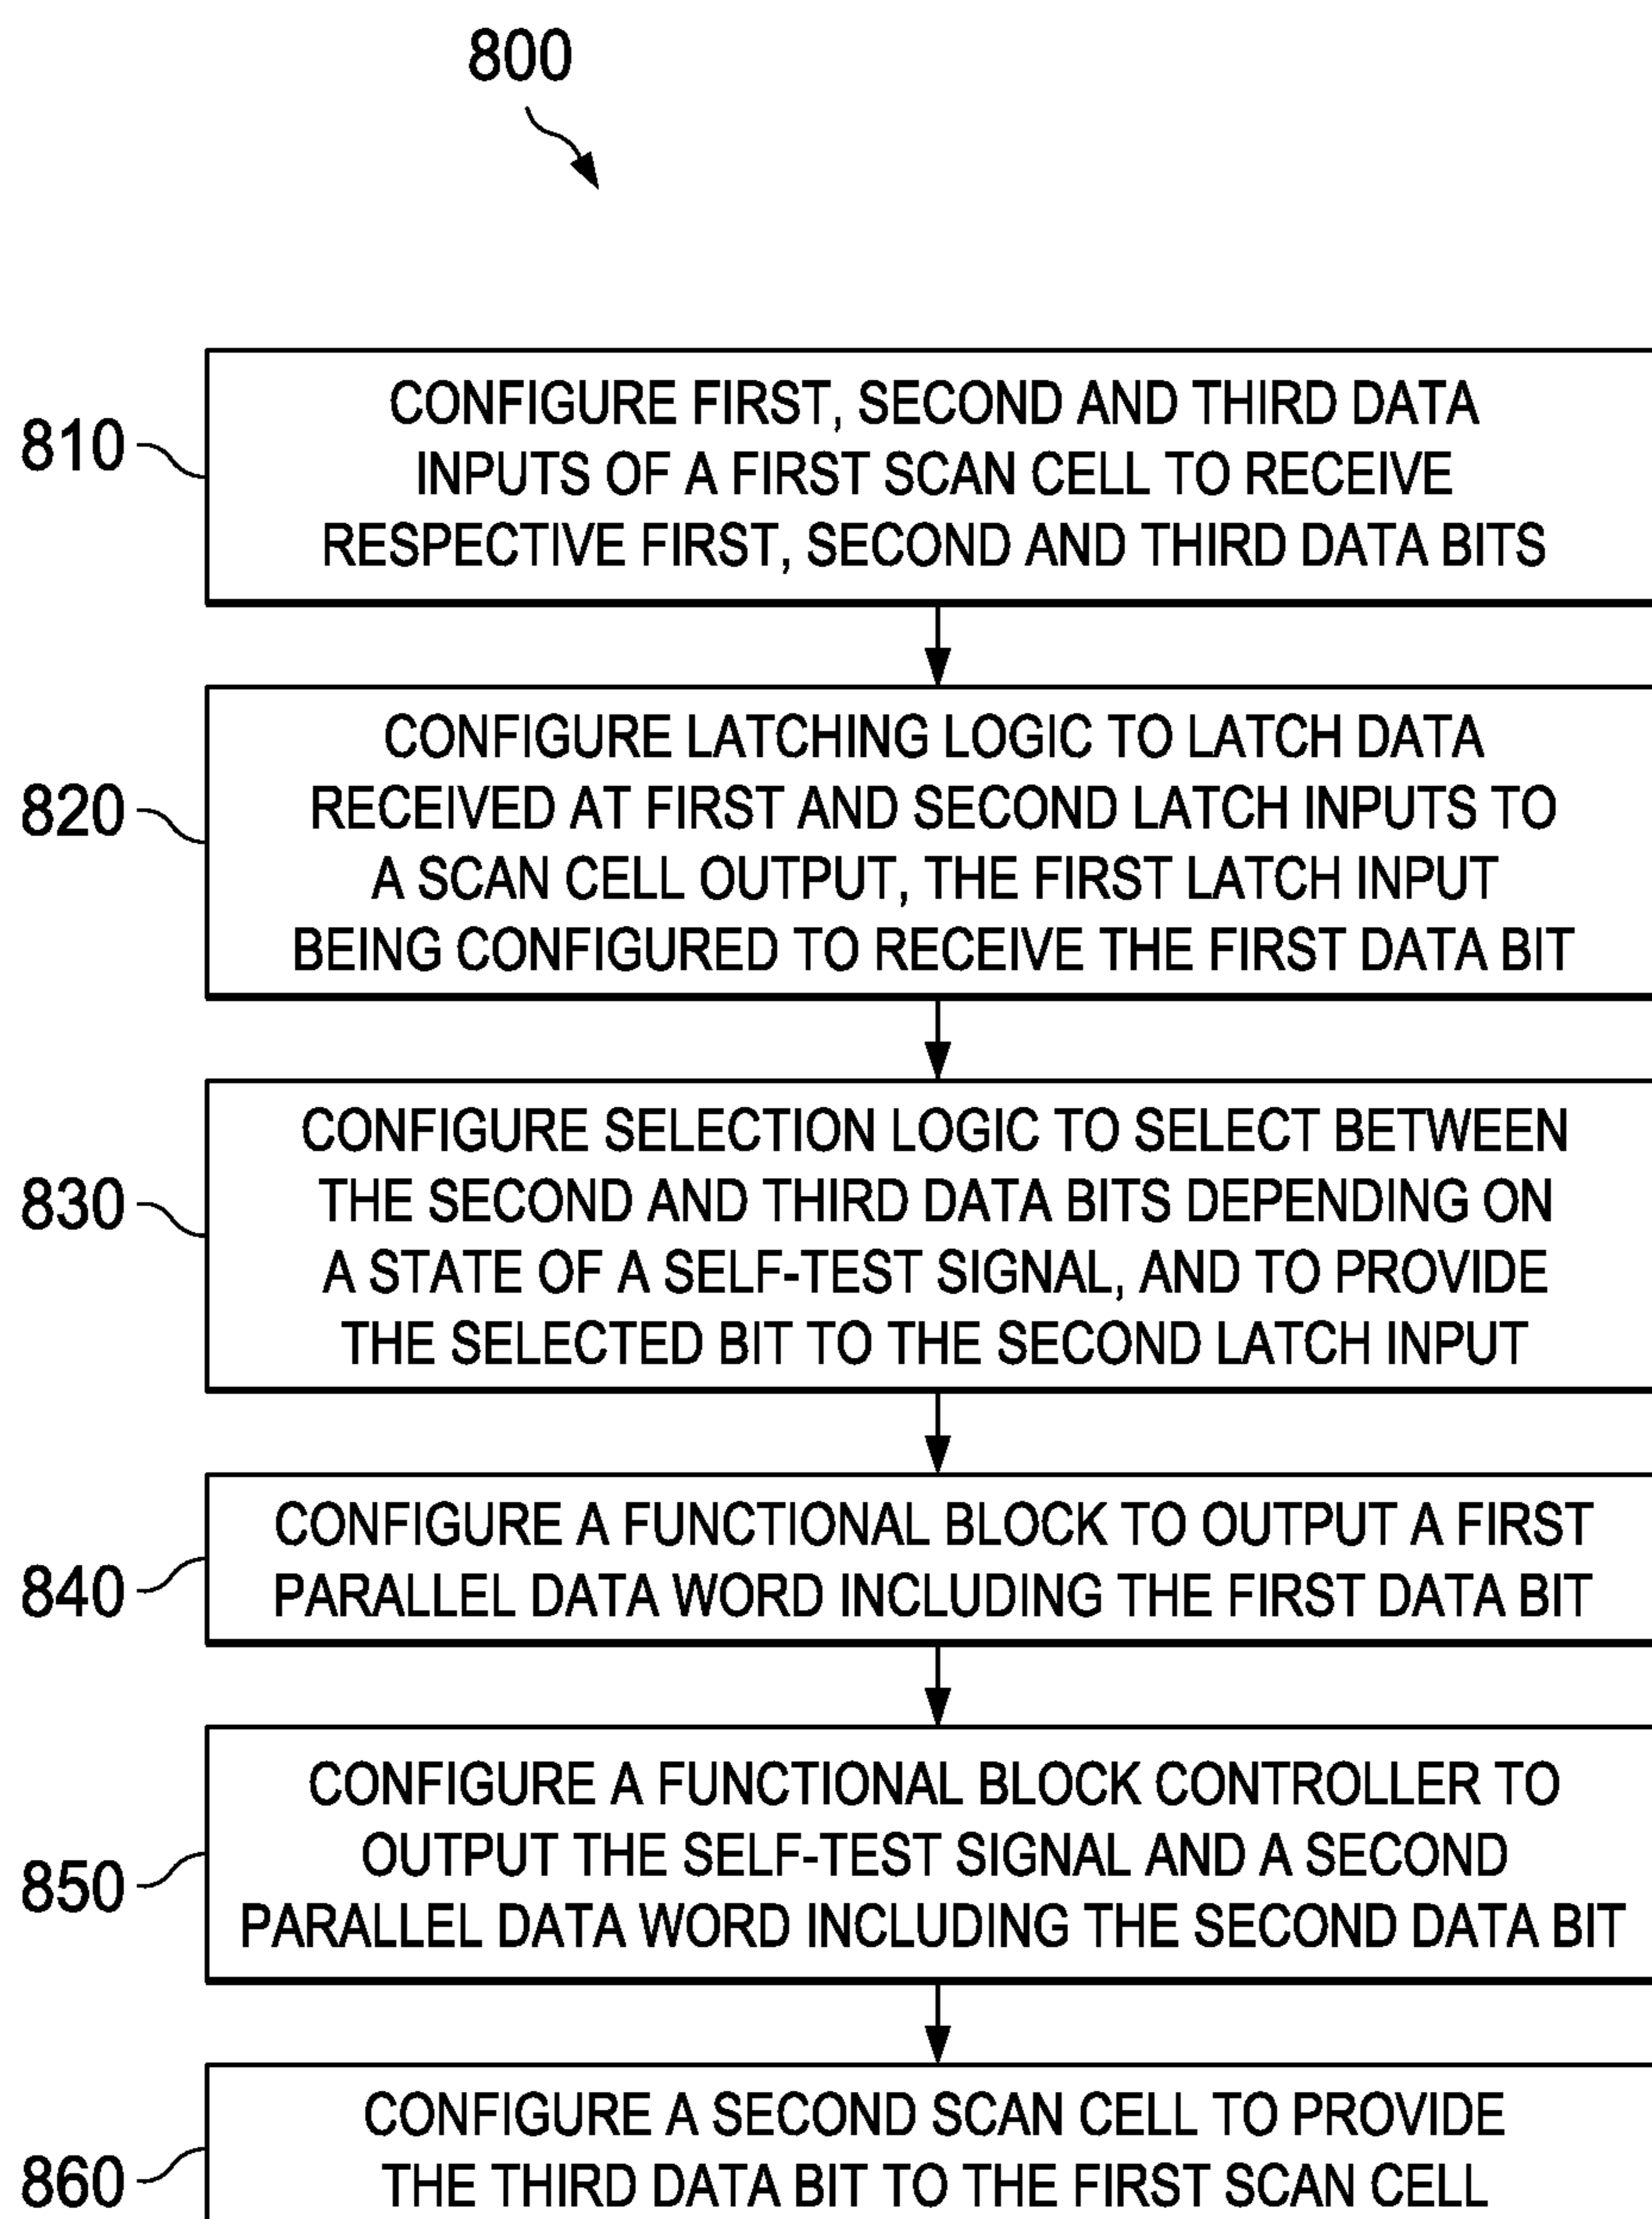 800
810
CONFIGURE FIRST, SECOND AND THIRD DATA
INPUTS OF A FIRST SCAN CELL TO RECEIVE
RESPECTIVE FIRST, SECOND AND THIRD DATA BITS
820
CONFIGURE LATCHING LOGIC TO LATCH DATA
RECEIVED AT FIRST AND SECOND LATCH INPUTS TO
A SCAN CELL OUTPUT, THE FIRST LATCH INPUT
BEING CONFIGURED TO RECEIVE THE FIRST DATA BIT
830
CONFIGURE SELECTION LOGIC TO SELECT BETWEEN
THE SECOND AND THIRD DATA BITS DEPENDING ON
A STATE OF A SELF-TEST SIGNAL, AND TO PROVIDE
THE SELECTED BIT TO THE SECOND LATCH INPUT
840
CONFIGURE A FUNCTIONAL BLOCK TO OUTPUT A FIRST
PARALLEL DATA WORD INCLUDING THE FIRST DATA BIT
850
CONFIGURE A FUNCTIONAL BLOCK CONTROLLER TO
OUTPUT THE SELF-TEST SIGNAL AND A SECOND
PARALLEL DATA WORD INCLUDING THE SECOND DATA BIT
860
CONFIGURE A SECOND SCAN CELL TO PROVIDE
THE THIRD DATA BIT TO THE FIRST SCAN CELL